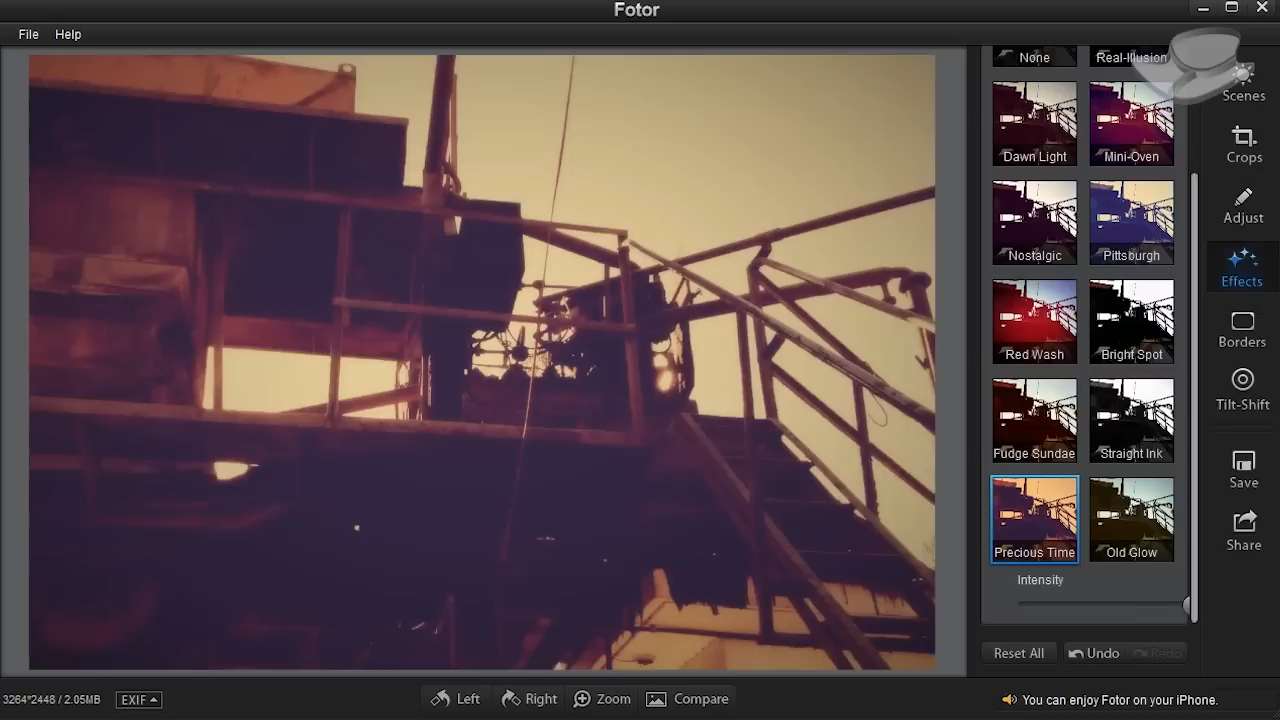 Fotor
File Help
None Real-Illusion
Scenes
Dawn Light Mini-Oven
Crops
Adjust
Nostalgic Pittsburgh
Effects
Borders
Red Wash Bright Spot
Tilt-Shift
Fudge Sundae Straight Ink
Save
Precious Time Old Glow
Share
Intensity
Reset All Undo Redo
3264*2448 / 2.05MB EXIF Left Right Zoom Compare You can enjoy Fotor on your iPhone.